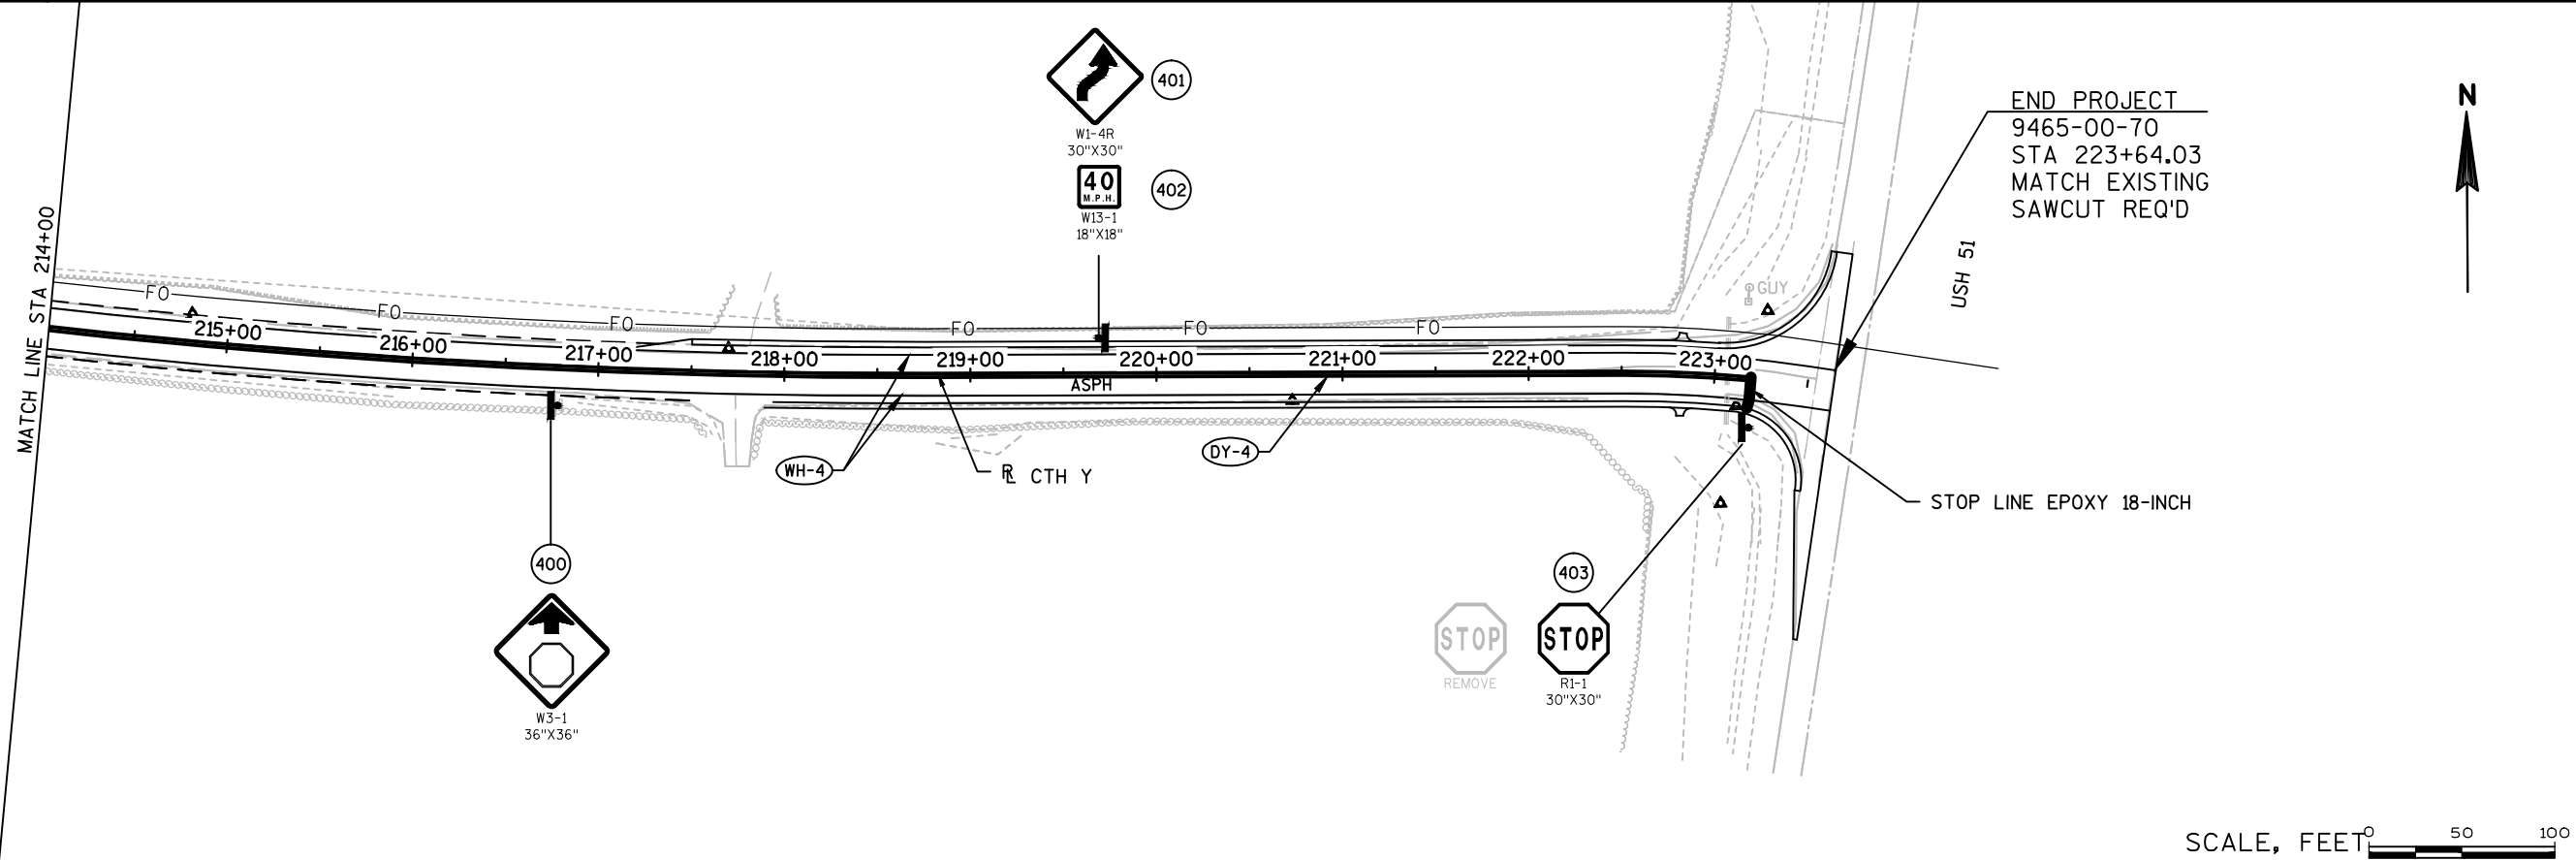 W1-4R
30"X30"
401
40
M.P.H.
402
W13-1
18"X18"
END PROJECT
9465-00-70
STA 223+64.03
MATCH EXISTING
SAWCUT REQ'D
N
MATCH LINE STA 214+00
USH 51
GUY
FO
FO
FO
FO
FO
FO
215+00
216+00
217+00
218+00
219+00
220+00
221+00
222+00
223+00
ASPH
WH-4
RL CTH Y
DY-4
STOP LINE EPOXY 18-INCH
400
W3-1
36"X36"
403
STOP
REMOVE
STOP
R1-1
30"X30"
SCALE, FEET
0 50 100